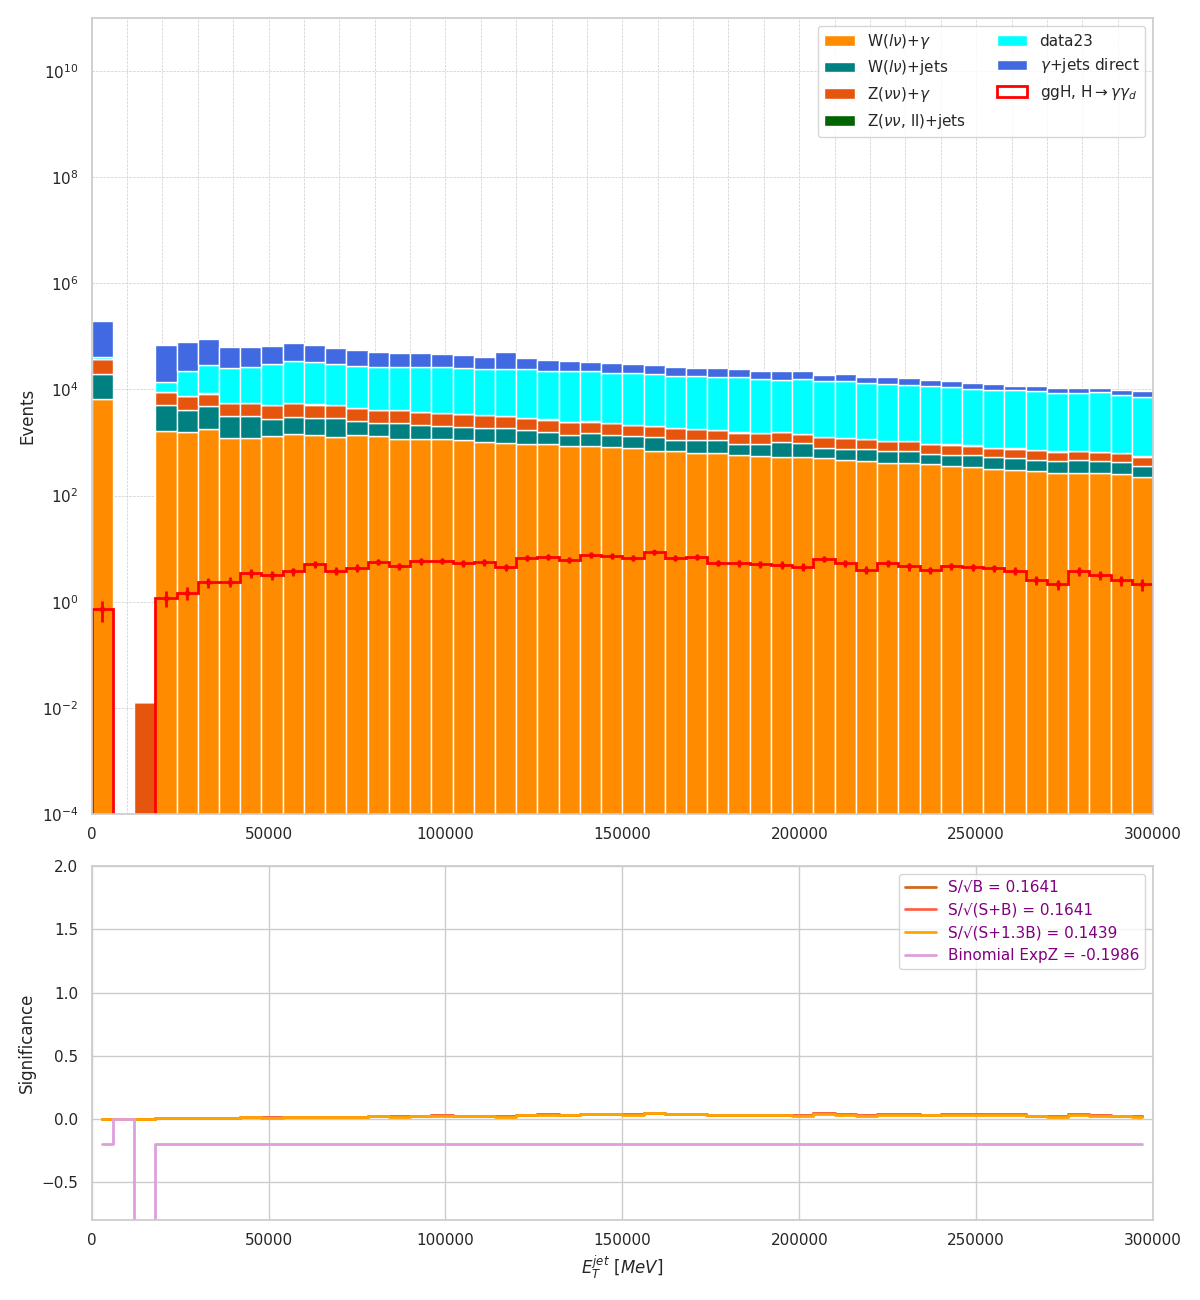 W(lν)+γ
W(lν)+jets
Z(νν)+γ
Z(νν, ll)+jets
data23
γ+jets direct
ggH, H→γγ_d
Events
10^10
10^8
10^6
10^4
10^2
10^0
10^−2
10^−4
0 50000 100000 150000 200000 250000 300000
S/√B = 0.1641
S/√(S+B) = 0.1641
S/√(S+1.3B) = 0.1439
Binomial ExpZ = -0.1986
Significance
2.0
1.5
1.0
0.5
0.0
−0.5
0 50000 100000 150000 200000 250000 300000
E_T^jet [MeV]